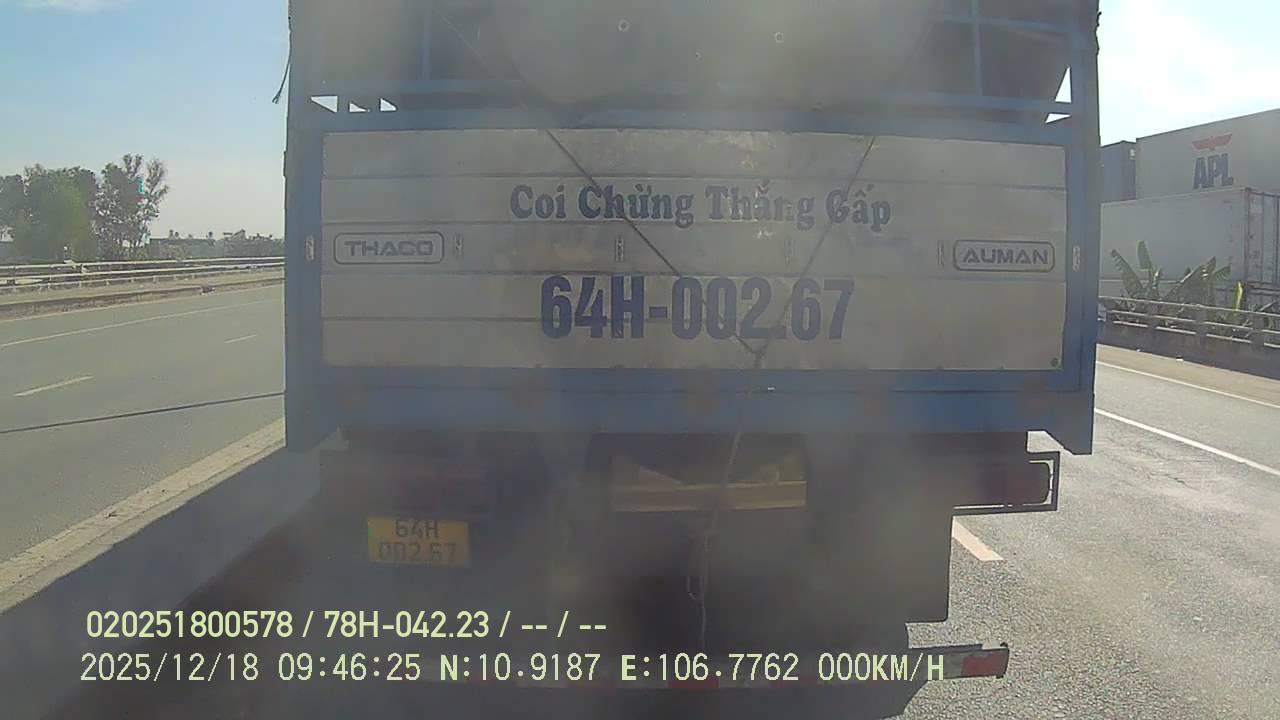 APL
Coi Chừng Thắng Gấp
THACO
AUMAN
64H-002.67
64H
002.67
020251800578 / 78H-042.23 / -- / --
2025/12/18 09:46:25 N:10.9187 E:106.7762 000KM/H